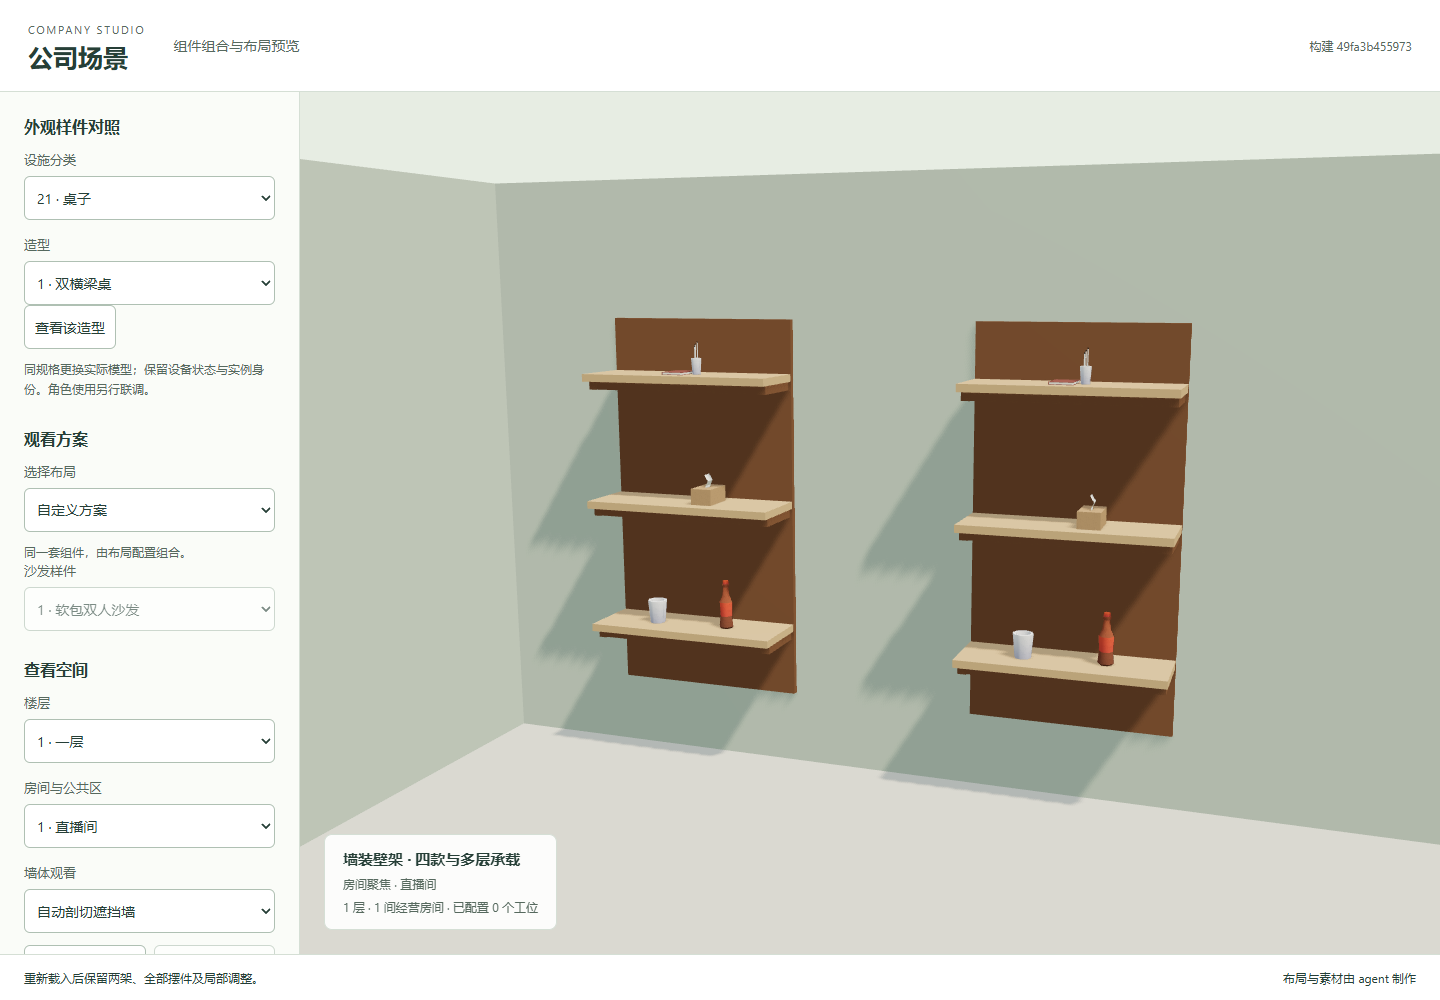 COMPANY STUDIO
公司场景
组件组合与布局预览
构建 49fa3b455973
外观样件对照
设施分类
21 · 桌子
造型
1 · 双横梁桌
查看该造型
同规格更换实际模型；保留设备状态与实例身
份。角色使用另行联调。
观看方案
选择布局
自定义方案
同一套组件，由布局配置组合。
沙发样件
1 · 软包双人沙发
查看空间
楼层
1 · 一层
房间与公共区
1 · 直播间
墙体观看
自动剖切遮挡墙
墙装壁架 · 四款与多层承载
房间聚焦 · 直播间
1 层 · 1 间经营房间 · 已配置 0 个工位
重新载入后保留两架、全部摆件及局部调整。
布局与素材由 agent 制作